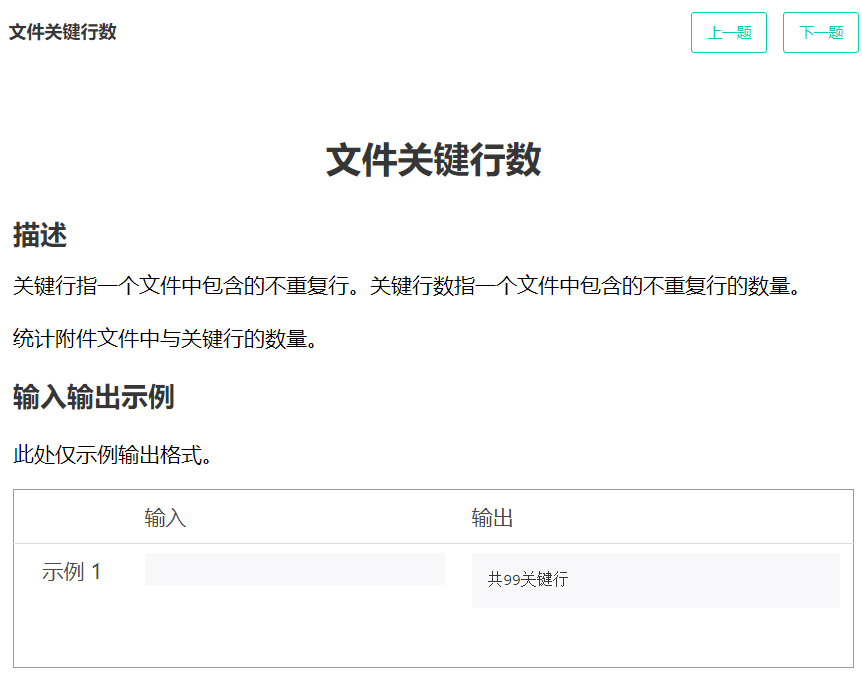 文件关键行数
上一题
下一题
文件关键行数
描述
关键行指一个文件中包含的不重复行。关键行数指一个文件中包含的不重复行的数量。
统计附件文件中与关键行的数量。
输入输出示例
此处仅示例输出格式。
输入 输出
示例 1 共99关键行